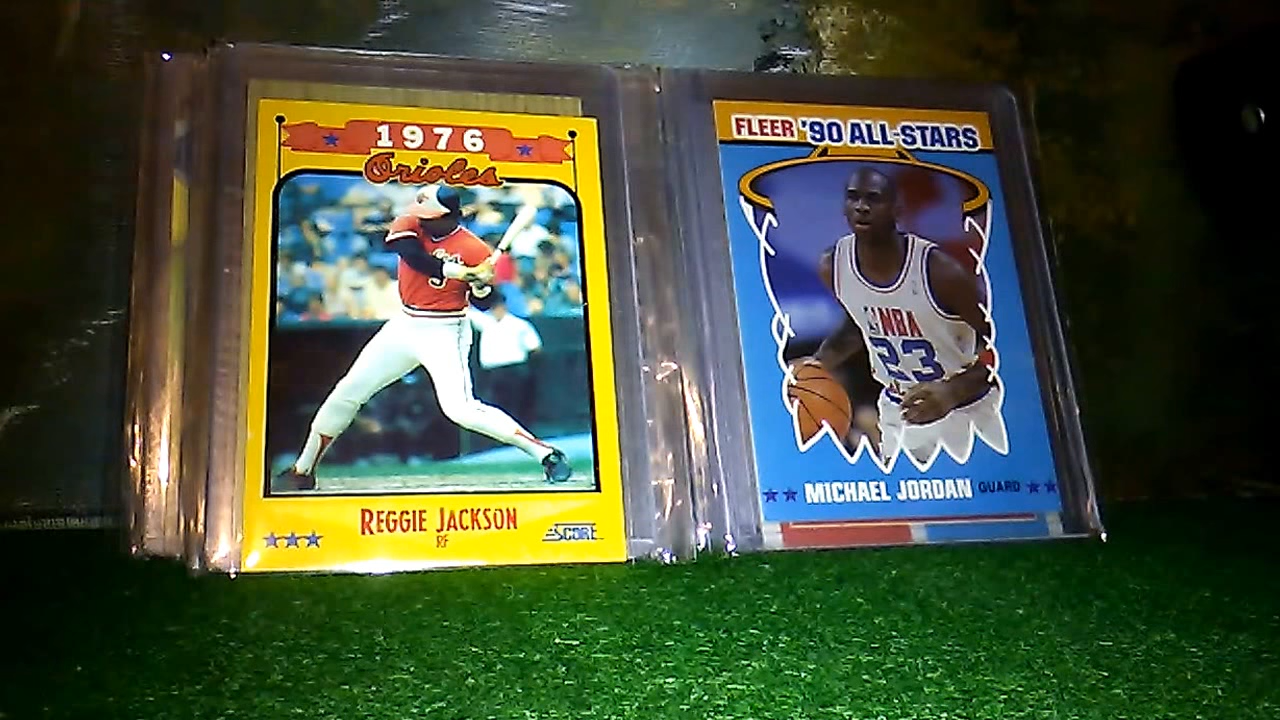 1976
Orioles
REGGIE JACKSON
RF
SCORE
FLEER '90 ALL-STARS
NBA
23
MICHAEL JORDAN GUARD